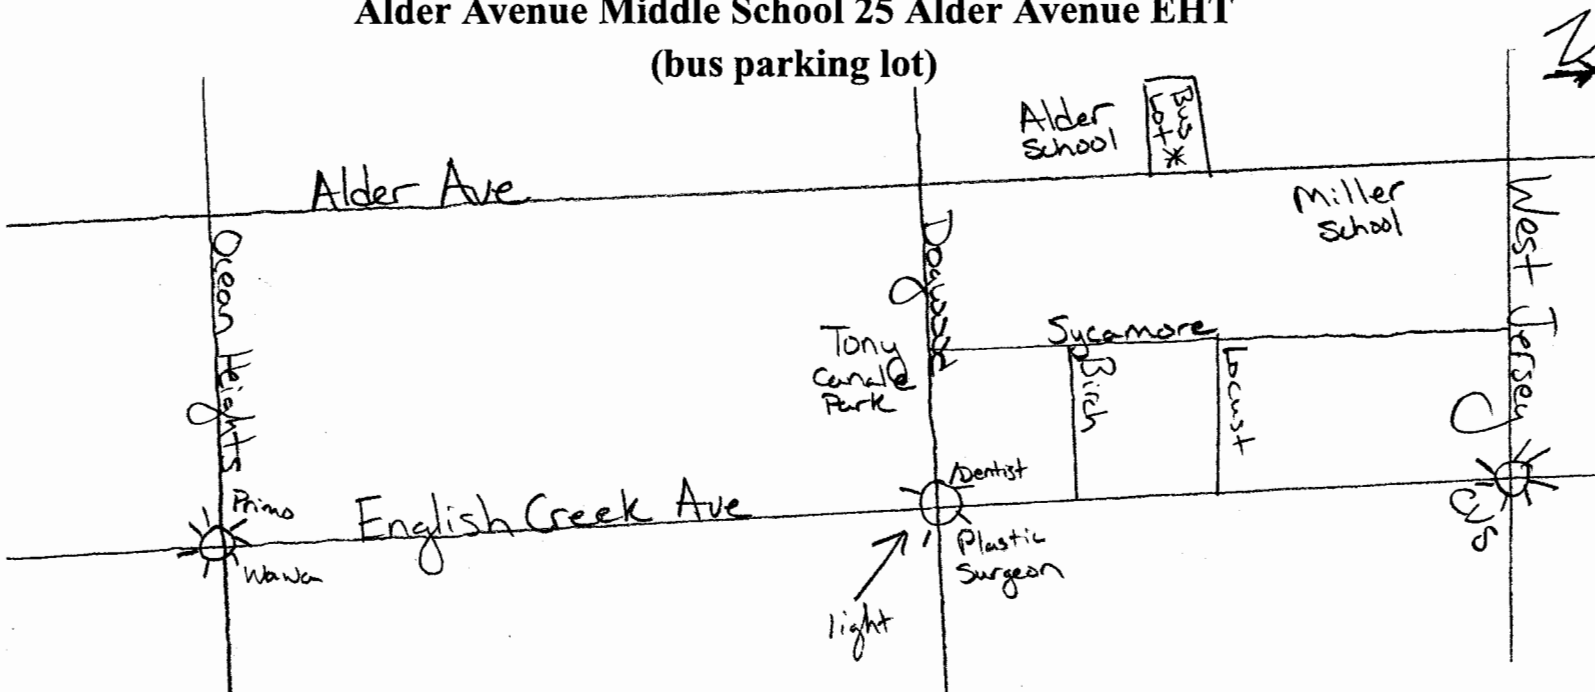 Alder Avenue Middle School 25 Alder Avenue EHT
(bus parking lot)
N
Alder
School
Bus
Lot *
Alder Ave
Miller
School
Ocean Heights
Dogwood
West Jersey
Tony
Canale
Park
Sycamore
Birch
Locust
Primo
Wawa
English Creek Ave
Dentist
Plastic
Surgeon
light
CVS